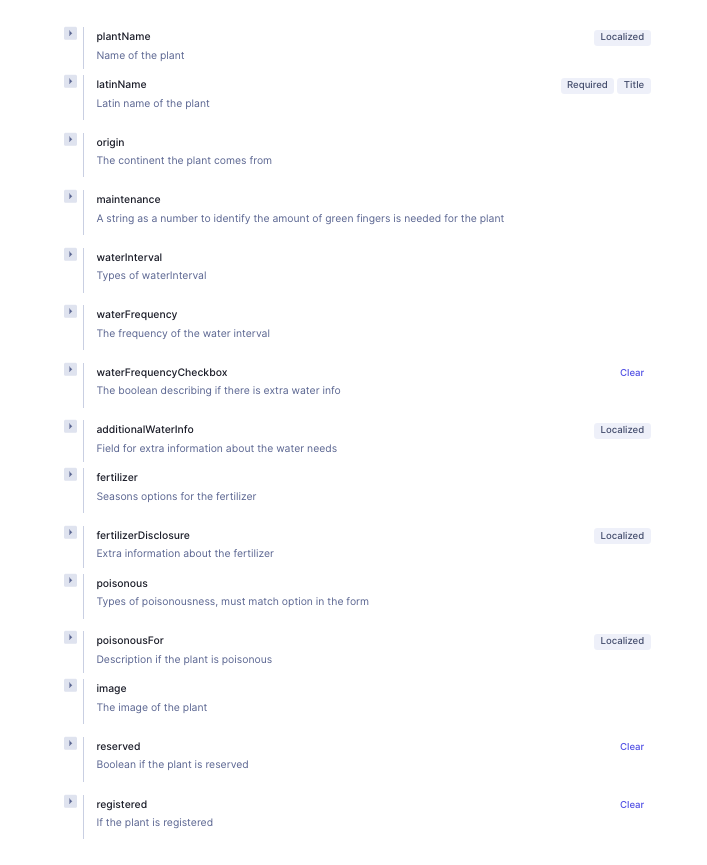 plantName Localized
Name of the plant
latinName Required Title
Latin name of the plant
origin
The continent the plant comes from
maintenance
A string as a number to identify the amount of green fingers is needed for the plant
waterInterval
Types of waterInterval
waterFrequency
The frequency of the water interval
waterFrequencyCheckbox Clear
The boolean describing if there is extra water info
additionalWaterInfo Localized
Field for extra information about the water needs
fertilizer
Seasons options for the fertilizer
fertilizerDisclosure Localized
Extra information about the fertilizer
poisonous
Types of poisonousness, must match option in the form
poisonousFor Localized
Description if the plant is poisonous
image
The image of the plant
reserved Clear
Boolean if the plant is reserved
registered Clear
If the plant is registered